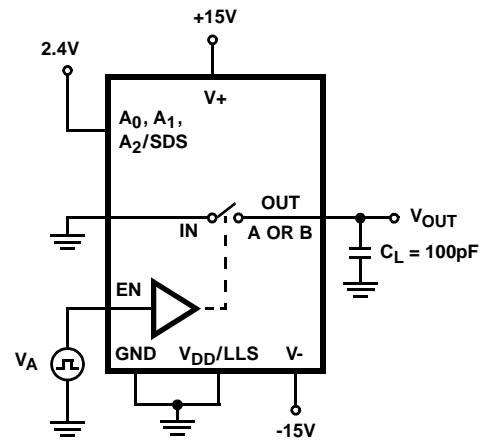 +15V
2.4V
V+
A0, A1,
A2/SDS
OUT
IN
A OR B
VOUT
CL = 100pF
EN
VA
GND
VDD/LLS
V-
-15V